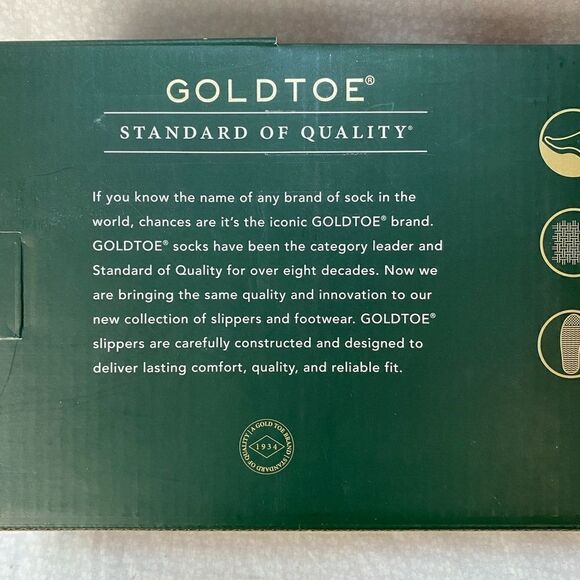 GOLDTOE®
STANDARD OF QUALITY®
If you know the name of any brand of sock in the
world, chances are it's the iconic GOLDTOE® brand.
GOLDTOE® socks have been the category leader and
Standard of Quality for over eight decades. Now we
are bringing the same quality and innovation to our
new collection of slippers and footwear. GOLDTOE®
slippers are carefully constructed and designed to
deliver lasting comfort, quality, and reliable fit.
A GOLD TOE BRAND | STANDARD OF QUALITY |
1934